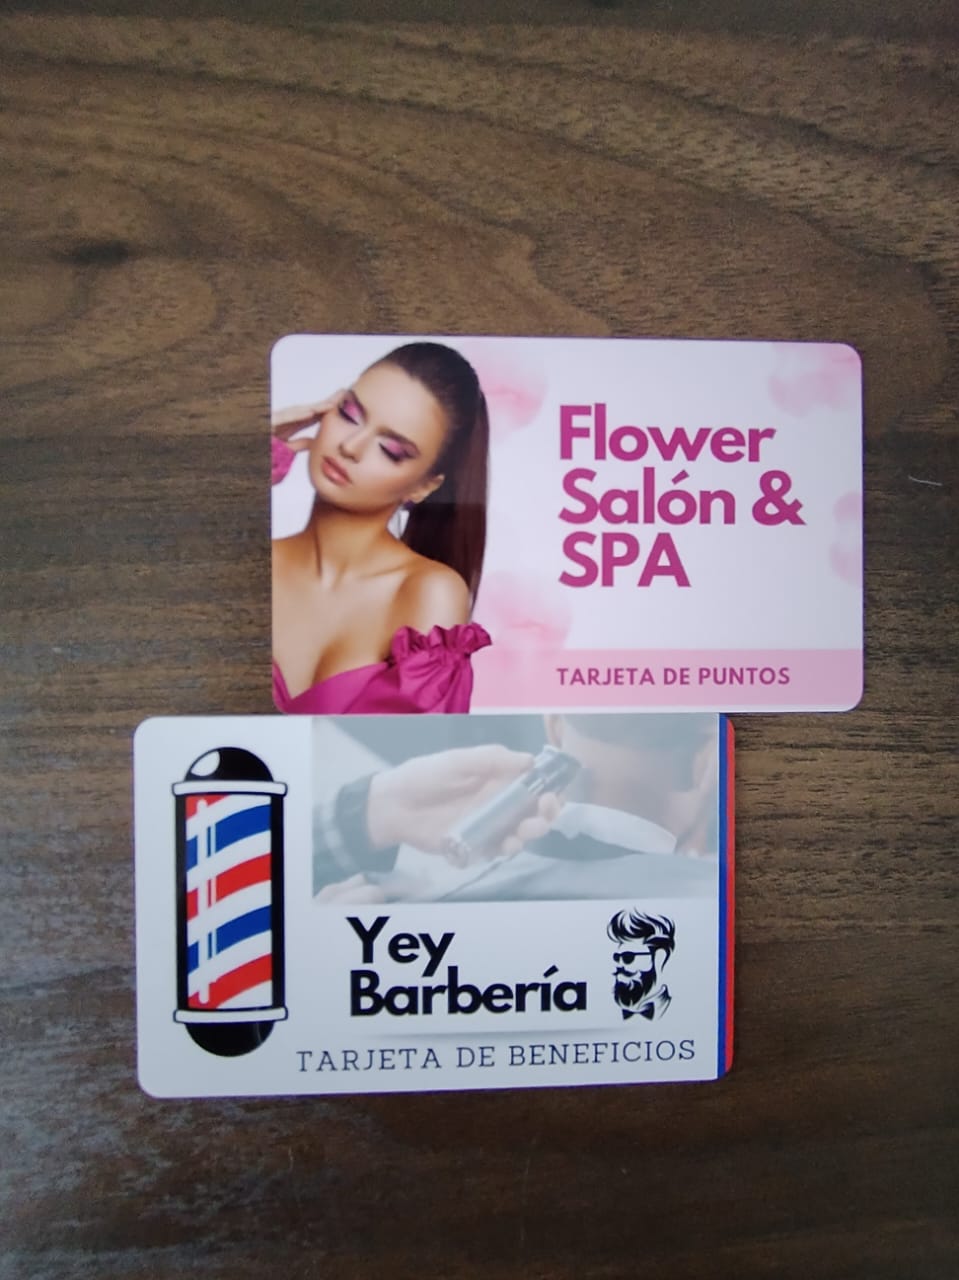 Flower
Salón &
SPA
TARJETA DE PUNTOS
Yey
Barbería
TARJETA DE BENEFICIOS